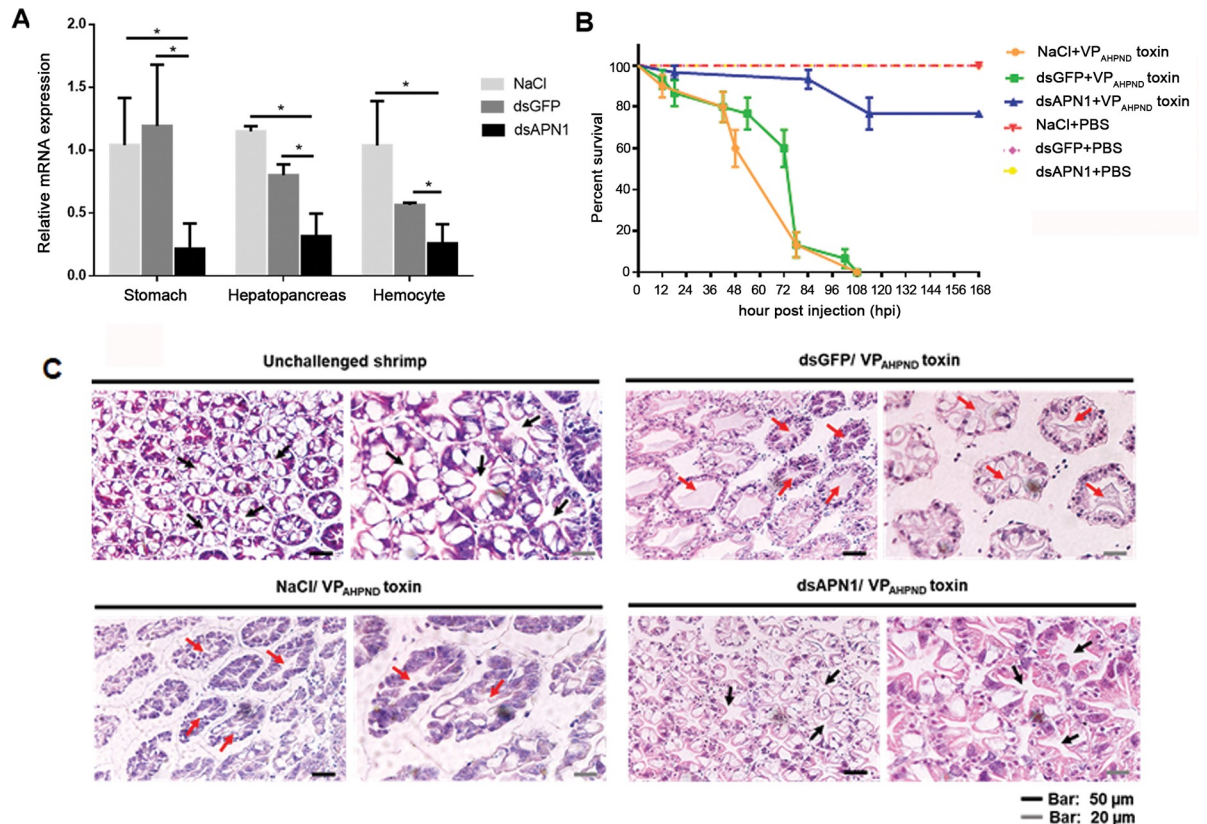 A
Relative mRNA expression
2.0
1.5
1.0
0.5
0.0
* * * * * *
Stomach Hepatopancreas Hemocyte
NaCl
dsGFP
dsAPN1
B
Percent survival
100
80
60
40
20
0
0 12 24 36 48 60 72 84 96 108 120 132 144 156 168
hour post injection (hpi)
NaCl+VPAHPND toxin
dsGFP+VPAHPND toxin
dsAPN1+VPAHPND toxin
NaCl+PBS
dsGFP+PBS
dsAPN1+PBS
C
Unchallenged shrimp
dsGFP/ VPAHPND toxin
NaCl/ VPAHPND toxin
dsAPN1/ VPAHPND toxin
Bar: 50 µm
Bar: 20 µm